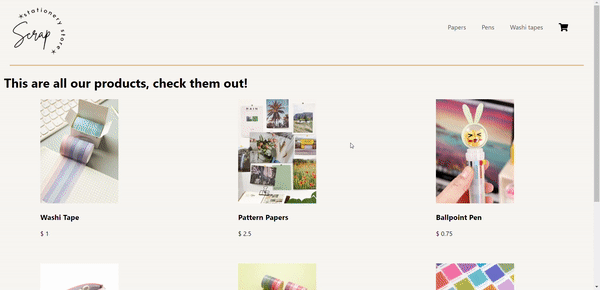 stationery store
Scrap
Papers Pens Washi tapes
This are all our products, check them out!
Washi Tape Pattern Papers Ballpoint Pen
$ 1 $ 2.5 $ 0.75